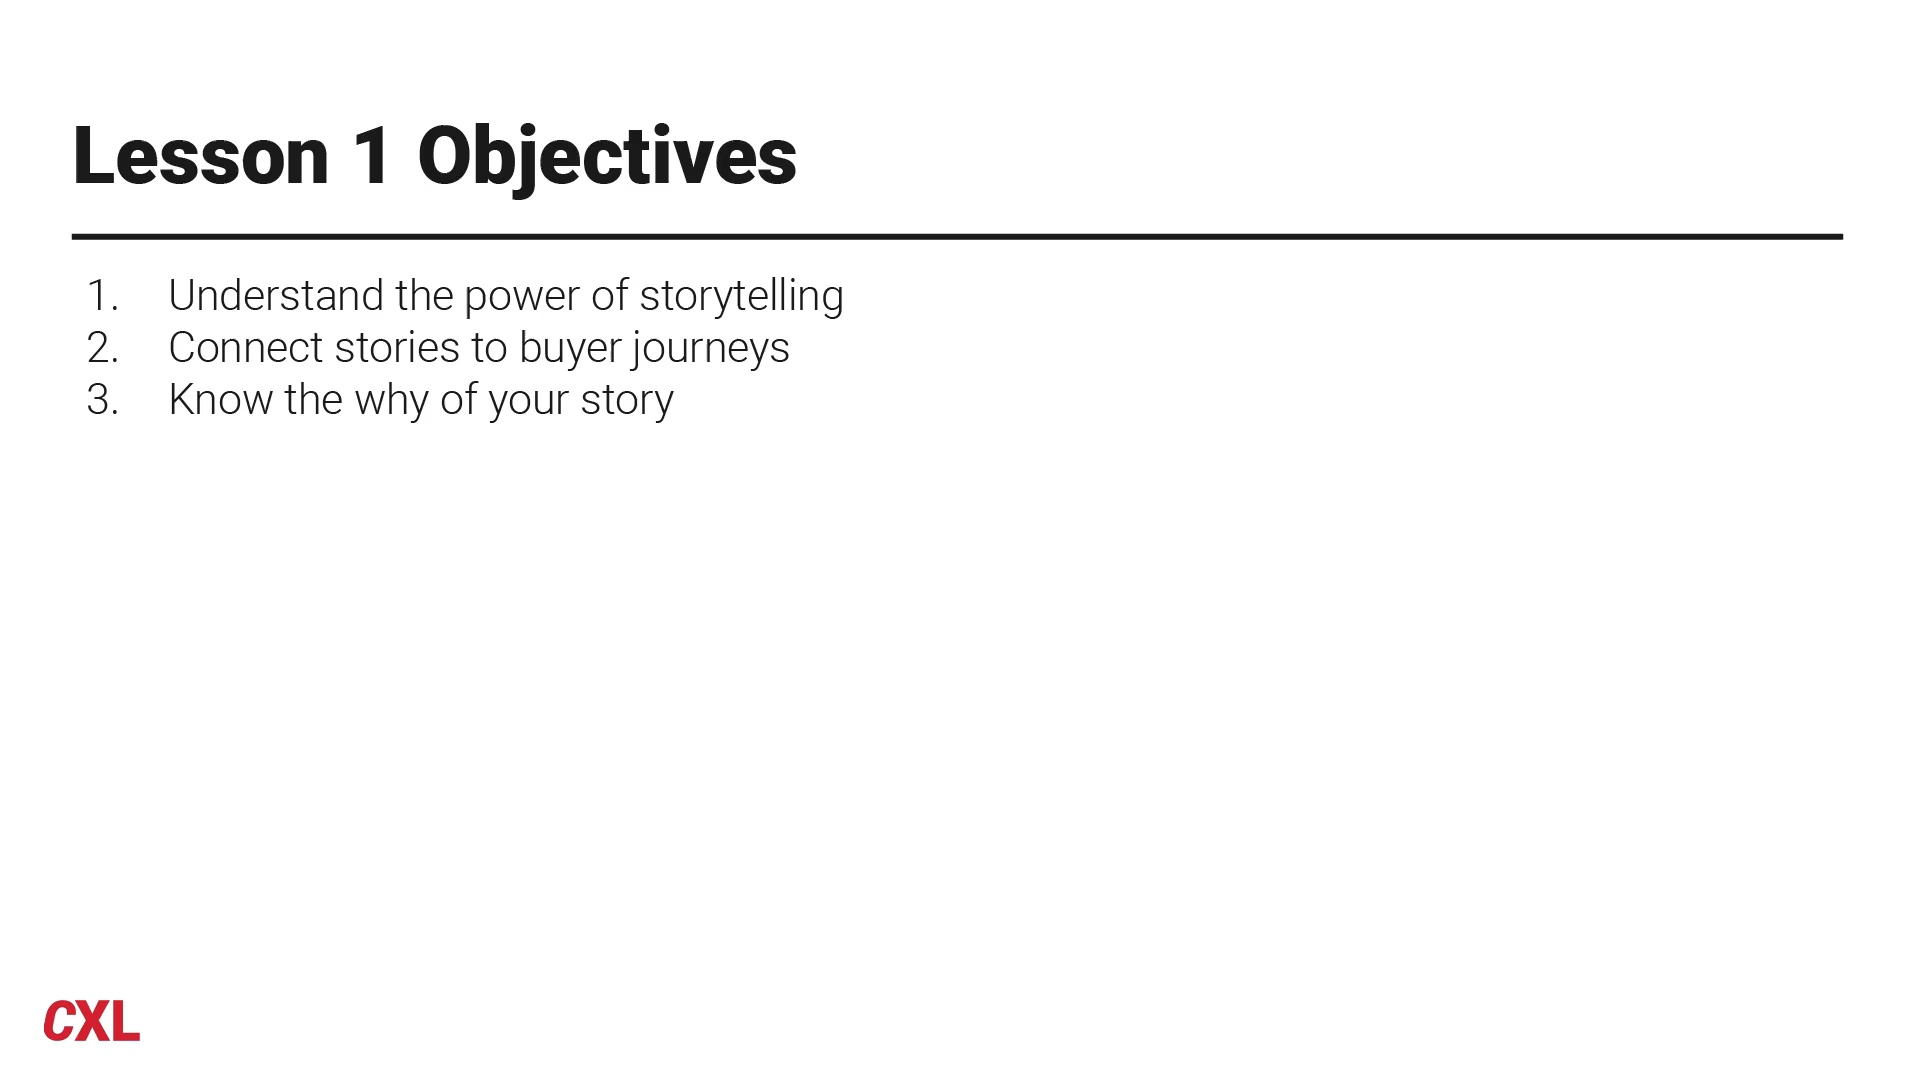 Lesson 1 Objectives
1. Understand the power of storytelling
2. Connect stories to buyer journeys
3. Know the why of your story
CXL